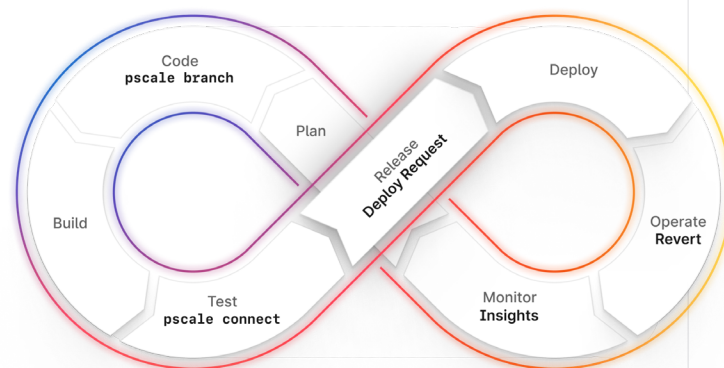 Code
pscale branch
Plan
Build
Test
pscale connect
Release
Deploy Request
Deploy
Operate
Revert
Monitor
Insights